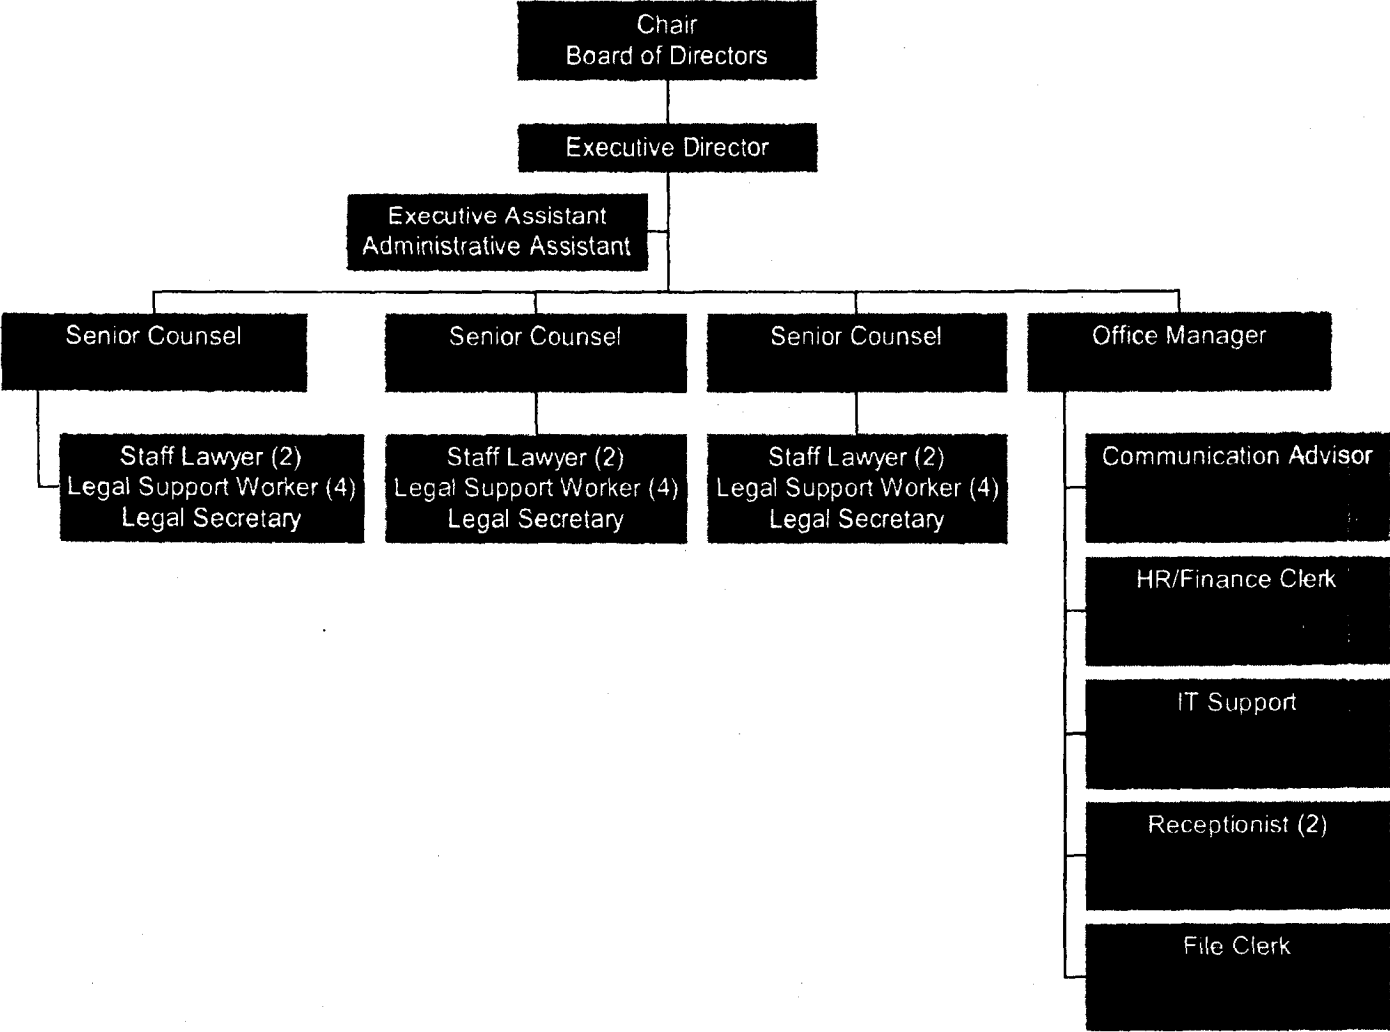 Chair
Board of Directors
Executive Director
Executive Assistant
Administrative Assistant
Senior Counsel
Senior Counsel
Senior Counsel
Office Manager
Staff Lawyer (2)
Legal Support Worker (4)
Legal Secretary
Staff Lawyer (2)
Legal Support Worker (4)
Legal Secretary
Staff Lawyer (2)
Legal Support Worker (4)
Legal Secretary
Communication Advisor
HR/Finance Clerk
IT Support
Receptionist (2)
File Clerk